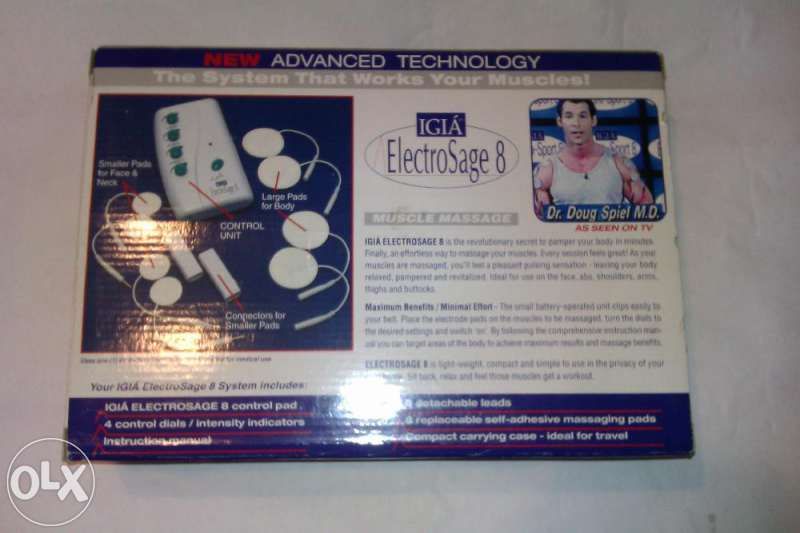 NEW ADVANCED TECHNOLOGY
The System That Works Your Muscles!
Smaller Pads
for Face &
Neck
Large Pads
for Body
CONTROL
UNIT
Connectors for
Smaller Pads
IGIÁ
ElectroSage 8
Dr. Doug Spiel M.D.
AS SEEN ON TV
MUSCLE MASSAGE
IGIÁ ELECTROSAGE 8 is the revolutionary secret to pamper your body in minutes.
Finally, an effortless way to massage your muscles. Every session feels great! As your
muscles are massaged, you'll feel a pleasant pulsing sensation - leaving your body
relaxed, pampered and revitalized. Ideal for use on the face, abs, shoulders, arms,
thighs and buttocks.
Maximum Benefits / Minimal Effort - The small battery-operated unit clips easily to
your belt. Place the electrode pads on the muscles to be massaged, turn the dials to
the desired settings and switch 'on'. By following the comprehensive instruction man-
ual you can target areas of the body to achieve maximum results and massage benefits.
ELECTROSAGE 8 is light-weight, compact and simple to use in the privacy of your
Sit back, relax and feel those muscles get a workout.
for medical use
Your IGIÁ ElectroSage 8 System includes:
IGIÁ ELECTROSAGE 8 control pad
4 control dials / intensity indicators
Instruction manual
detachable leads
8 replaceable self-adhesive massaging pads
Compact carrying case - ideal for travel
OLX